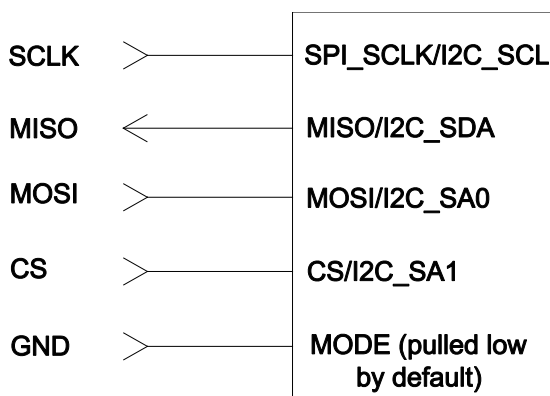 SCLK SPI_SCLK/I2C_SCL
MISO MISO/I2C_SDA
MOSI MOSI/I2C_SA0
CS CS/I2C_SA1
GND MODE (pulled low
by default)